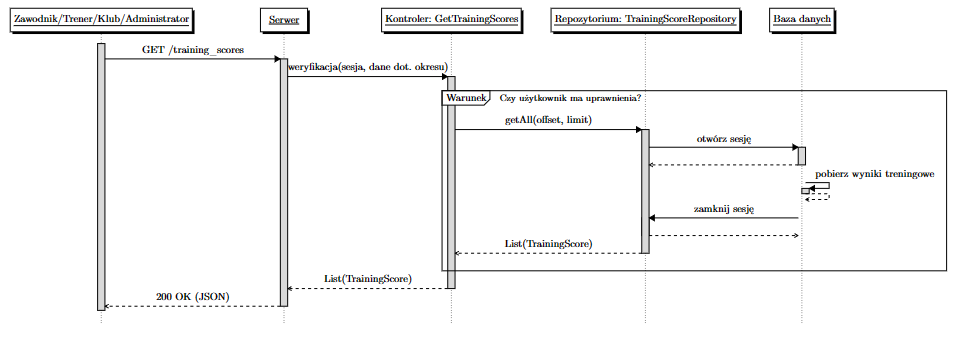 Zawodnik/Trener/Klub/Administrator
Serwer
Kontroler: GetTrainingScores
Repozytorium: TrainingScoreRepository
Baza danych
GET /training_scores
weryfikacja(sesja, dane dot. okresu)
Warunek
Czy użytkownik ma uprawnienia?
getAll(offset, limit)
otwórz sesję
pobierz wyniki treningowe
zamknij sesję
List(TrainingScore)
List(TrainingScore)
200 OK (JSON)